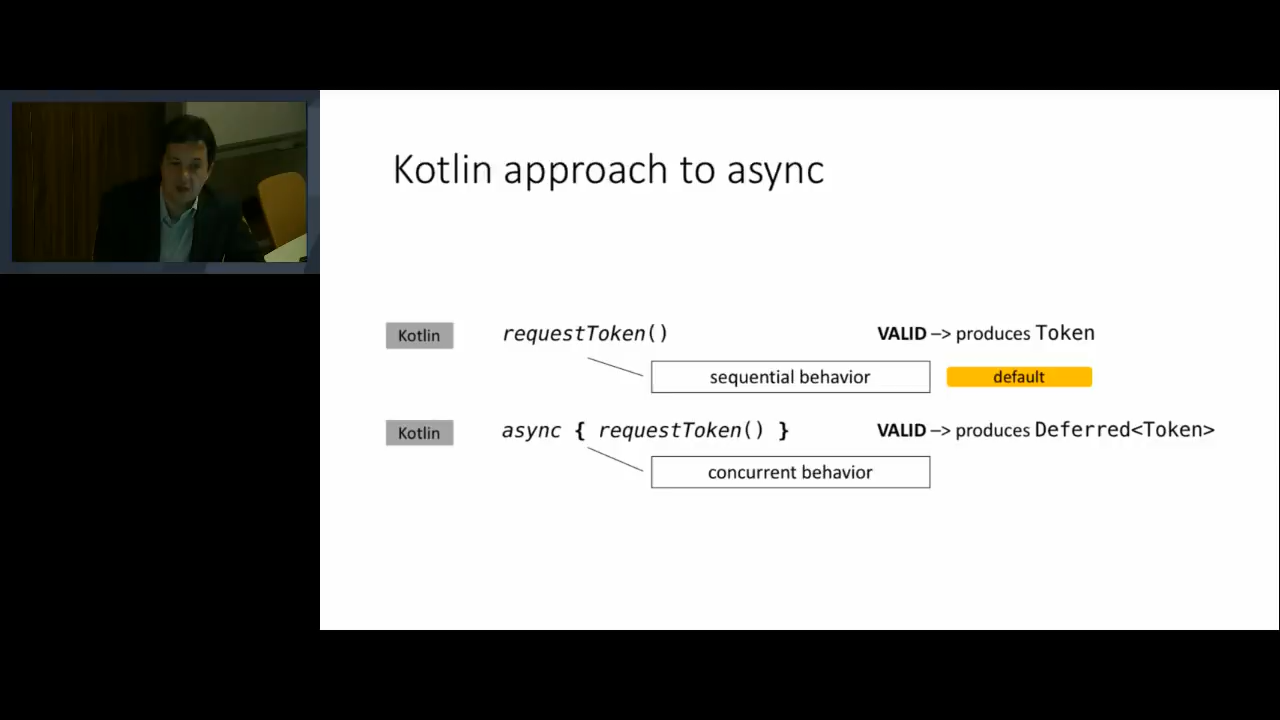 Kotlin approach to async
Kotlin requestToken() VALID –> produces Token
sequential behavior default
Kotlin async { requestToken() } VALID –> produces Deferred<Token>
concurrent behavior